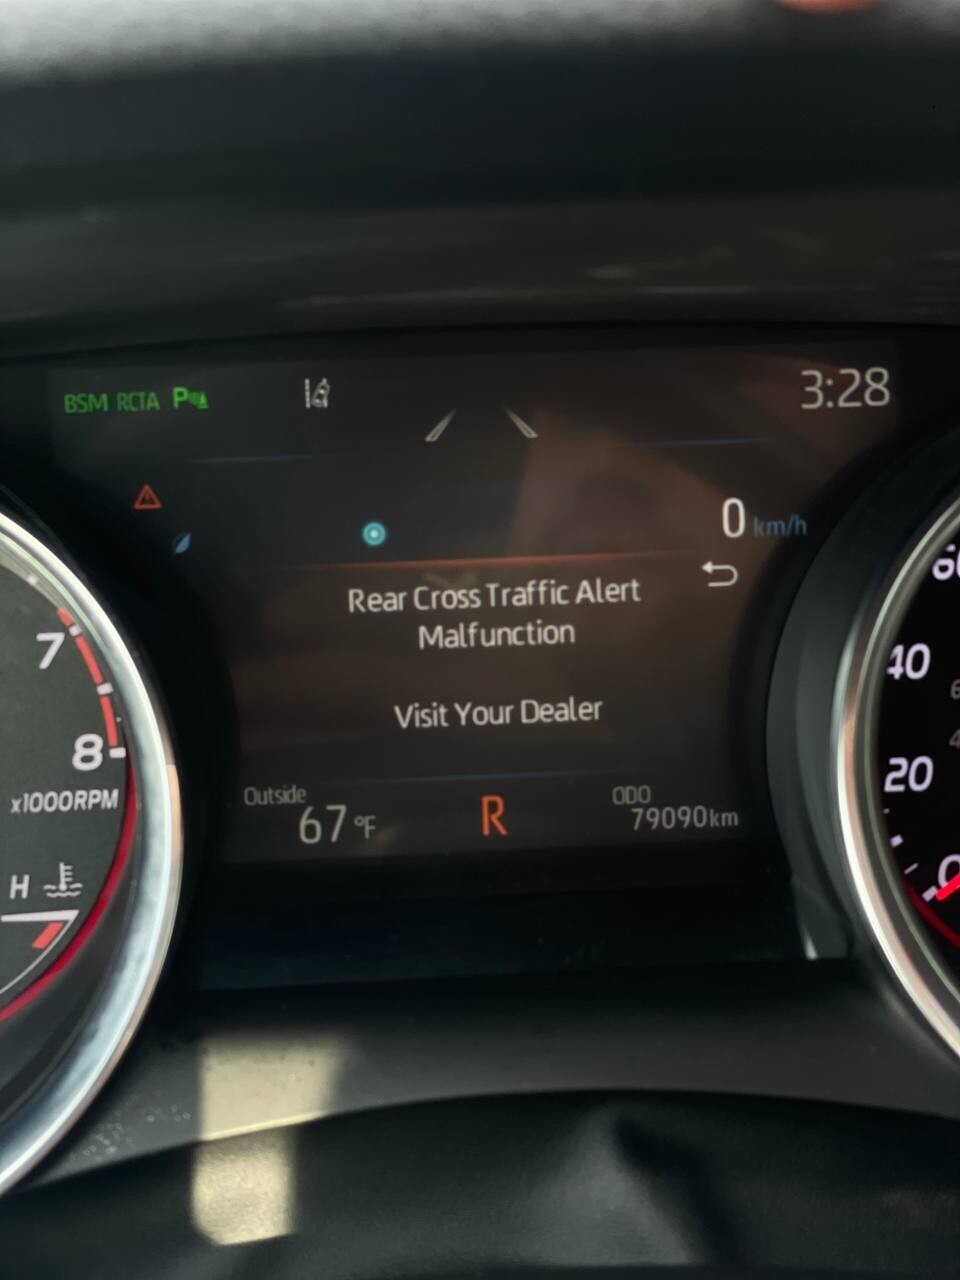 BSM RCTA P
3:28
0 km/h
Rear Cross Traffic Alert
Malfunction
Visit Your Dealer
Outside
67 °F
R
ODO
79090km
7
8
x1000RPM
H
40
20
0